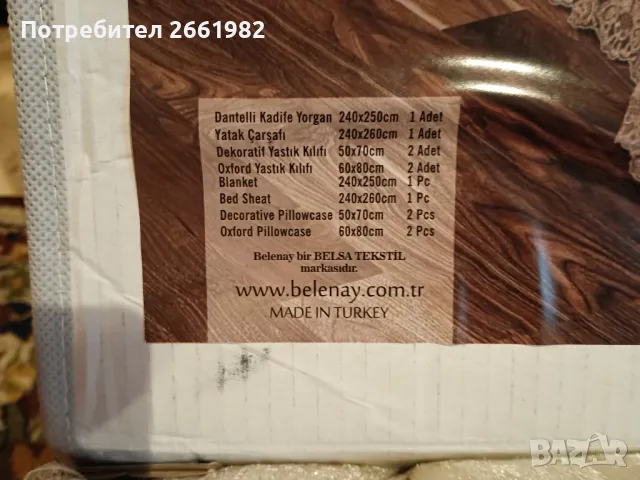 Потребител 2661982
Dantelli Kadife Yorgan 240x250cm 1 Adet
Yatak Çarşafı 240x260cm 1 Adet
Dekoratif Yastık Kılıfı 50x70cm 2 Adet
Oxford Yastık Kılıfı 60x80cm 2 Adet
Blanket 240x250cm 1 Pc
Bed Sheat 240x260cm 1 Pc
Decorative Pillowcase 50x70cm 2 Pcs
Oxford Pillowcase 60x80cm 2 Pcs
Belenay bir BELSA TEKSTİL
markasıdır.
www.belenay.com.tr
MADE IN TURKEY
BAZAR